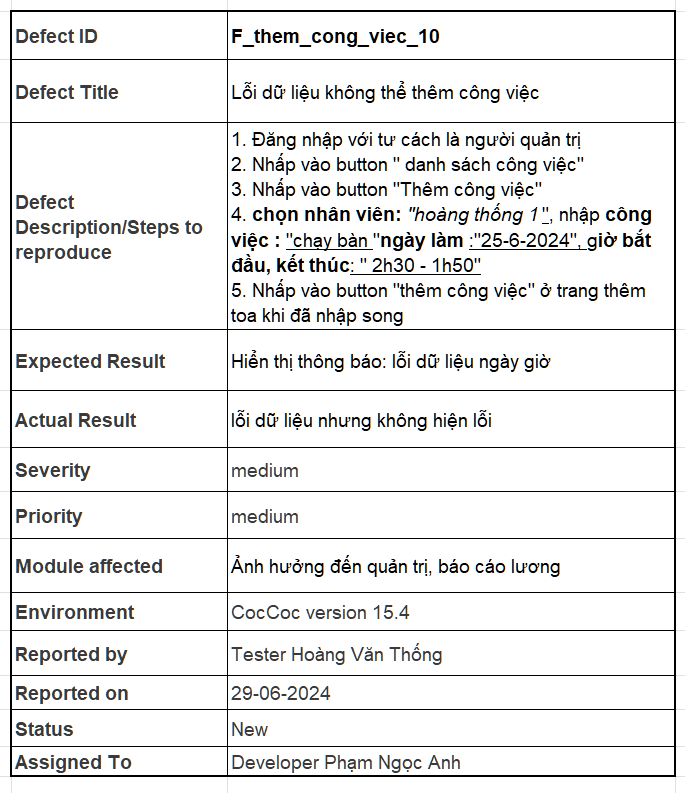 Defect ID
F_them_cong_viec_10
Defect Title
Lỗi dữ liệu không thể thêm công việc
Defect
Description/Steps to
reproduce
1. Đăng nhập với tư cách là người quản trị
2. Nhấp vào button " danh sách công việc"
3. Nhấp vào button "Thêm công việc"
4. chọn nhân viên: "hoàng thống 1", nhập công
việc : "chạy bàn "ngày làm :"25-6-2024", giờ bắt
đầu, kết thúc: " 2h30 - 1h50"
5. Nhấp vào button "thêm công việc" ở trang thêm
toa khi đã nhập song
Expected Result
Hiển thị thông báo: lỗi dữ liệu ngày giờ
Actual Result
lỗi dữ liệu nhưng không hiện lỗi
Severity
medium
Priority
medium
Module affected
Ảnh hưởng đến quản trị, báo cáo lương
Environment
CocCoc version 15.4
Reported by
Tester Hoàng Văn Thống
Reported on
29-06-2024
Status
New
Assigned To
Developer Phạm Ngọc Anh